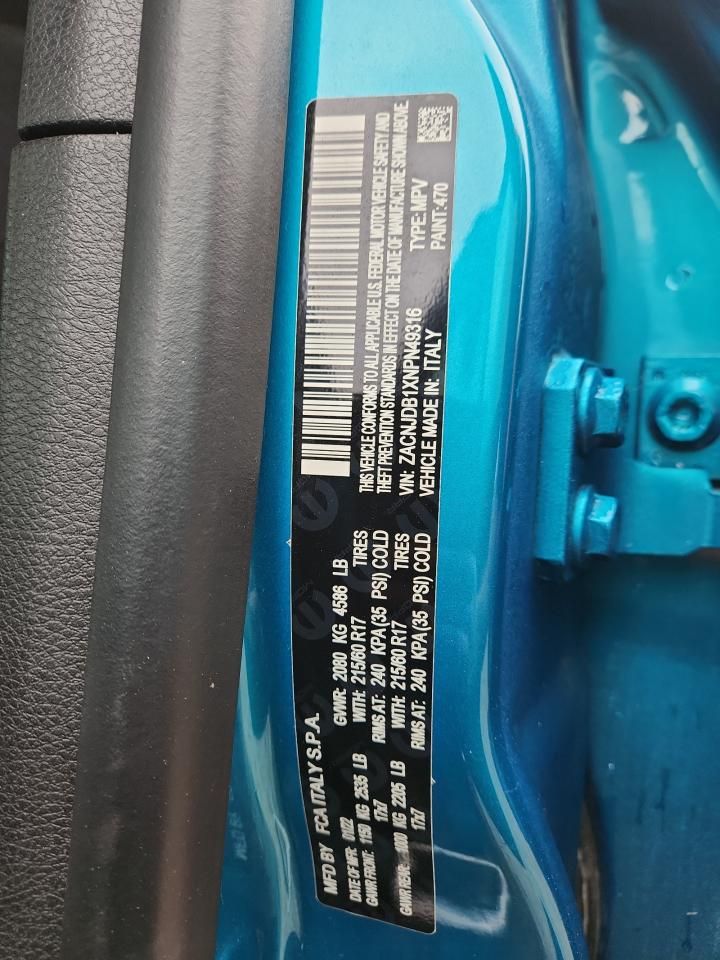 MFD BY FCA ITALY S.P.A.
DATE OF MFR: 01/22 GVWR: 2080 KG 4586 LB
GAWR FRONT: 1150 KG 2535 LB WITH: 215/60 R17 TIRES
17x7 RIMS AT: 240 KPA(35 PSI) COLD
GAWR REAR: 1000 KG 2205 LB WITH: 215/60 R17 TIRES
17x7 RIMS AT: 240 KPA(35 PSI) COLD
THIS VEHICLE CONFORMS TO ALL APPLICABLE U.S. FEDERAL MOTOR VEHICLE SAFETY AND
THEFT PREVENTION STANDARDS IN EFFECT ON THE DATE OF MANUFACTURE SHOWN ABOVE.
VIN: ZACNJDB1XNPN49316 TYPE: MPV
VEHICLE MADE IN: ITALY PAINT: 470